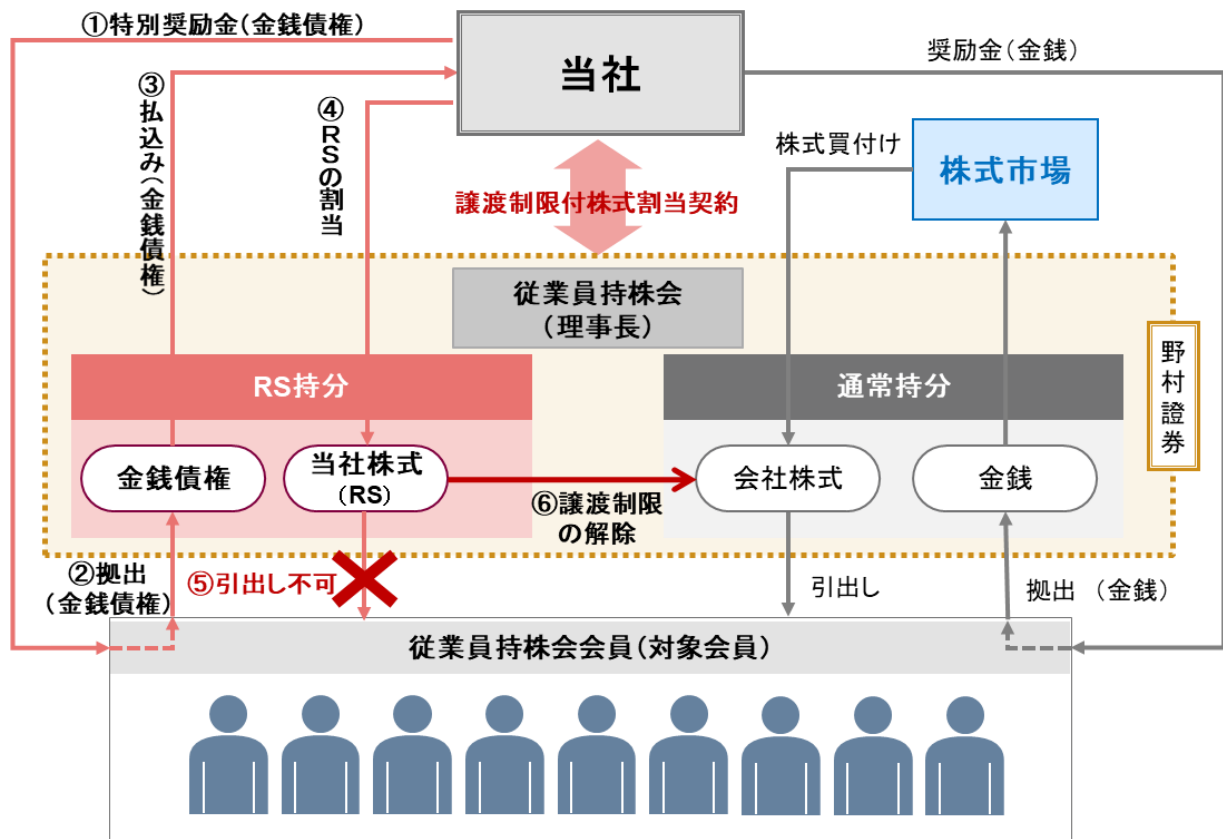 ①特別奨励金(金銭債権)
当社
奨励金(金銭)
③払込み(金銭債権)
④RSの割当
株式買付け
株式市場
譲渡制限付株式割当契約
従業員持株会
(理事長)
野村證券
RS持分
通常持分
金銭債権
当社株式
(RS)
会社株式
金銭
⑥譲渡制限
の解除
②拠出
(金銭債権)
⑤引出し不可
引出し
拠出 (金銭)
従業員持株会会員(対象会員)